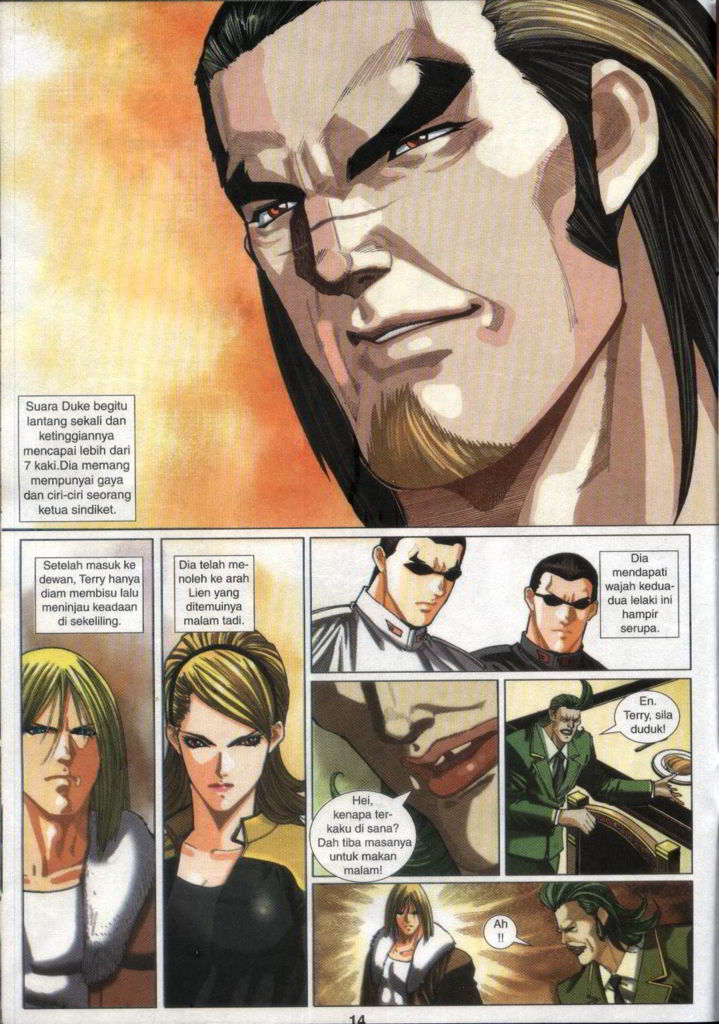 Suara Duke begitu
lantang sekali dan
ketinggiannya
mencapai lebih dari
7 kaki.Dia memang
mempunyai gaya
dan ciri-ciri seorang
ketua sindiket.
Setelah masuk ke
dewan, Terry hanya
diam membisu lalu
meninjau keadaan
di sekeliling.
Dia telah me-
noleh ke arah
Lien yang
ditemuinya
malam tadi.
Dia
mendapati
wajah kedua-
dua lelaki ini
hampir
serupa.
Hei,
kenapa ter-
kaku di sana?
Dah tiba masanya
untuk makan
malam!
En.
Terry, sila
duduk!
Ah
!!
14